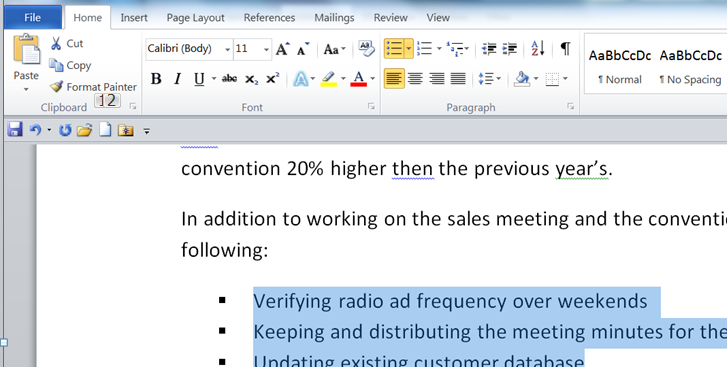 File Home Insert Page Layout References Mailings Review View
Cut
Calibri (Body) 11 A A Aa
Copy
AaBbCcDc AaBbCcDc
Paste Format Painter B I U abc x₂ x² A A
¶ Normal ¶ No Spacing
Clipboard 12 Font Paragraph
convention 20% higher then the previous year’s.
In addition to working on the sales meeting and the conventi
following:
▪ Verifying radio ad frequency over weekends
▪ Keeping and distributing the meeting minutes for the
▪ Updating existing customer database